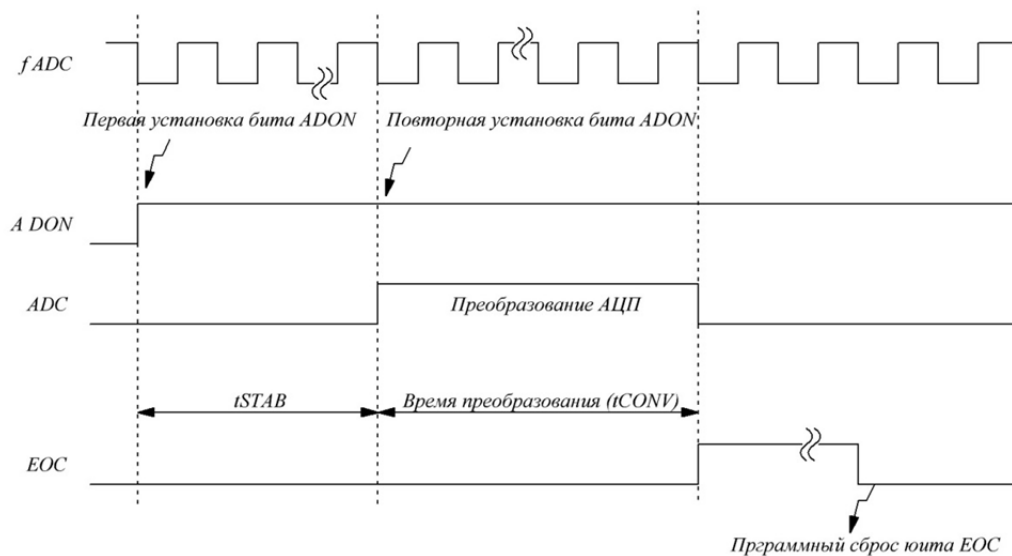 f ADC
Первая установка бита ADON
Повторная установка бита ADON
A DON
ADC
Преобразование АЦП
tSTAB
Время преобразования (tCONV)
EOC
Прграммный сброс юита EOC